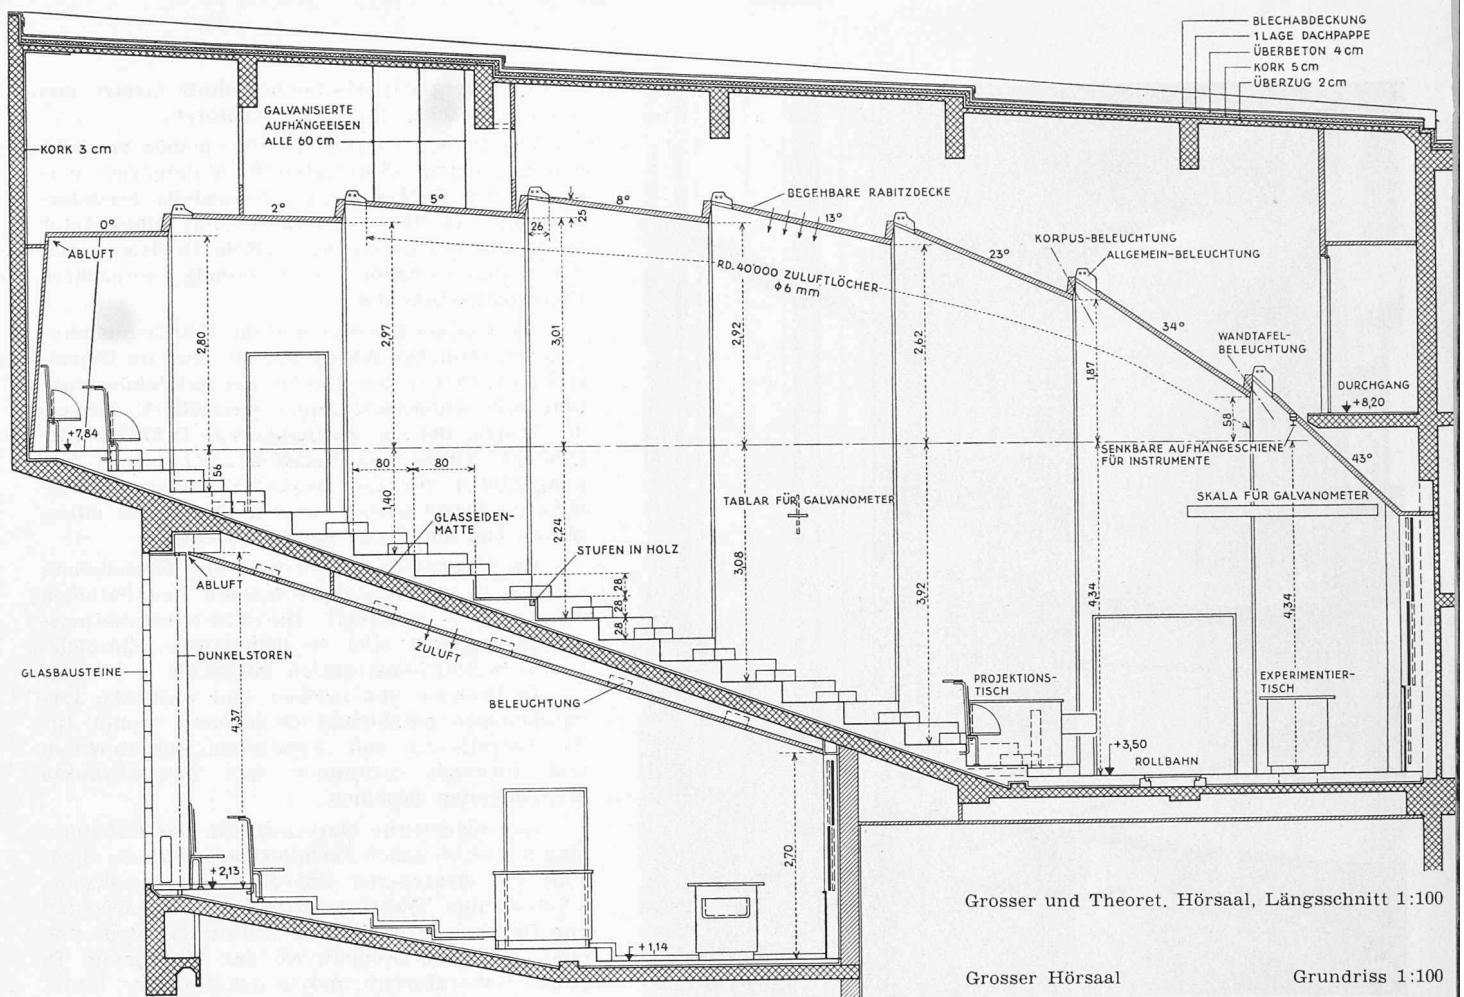 BLECHABDECKUNG
1 LAGE DACHPAPPE
ÜBERBETON 4 cm
KORK 5 cm
ÜBERZUG 2 cm
GALVANISIERTE
AUFHÄNGEEISEN
ALLE 60 cm
KORK 3 cm
BEGEHBARE RABITZDECKE
0°
2°
5°
8°
13°
23°
34°
43°
25
26
ABLUFT
RD. 40'000 ZULUFTLÖCHER
φ 6 mm
KORPUS-BELEUCHTUNG
ALLGEMEIN-BELEUCHTUNG
WANDTAFEL-
BELEUCHTUNG
DURCHGANG
+8,20
2,80
2,97
3,01
2,92
2,62
1,87
58
+7,84
56
80
80
1,40
SENKBARE AUFHÄNGESCHIENE
FÜR INSTRUMENTE
GLASSEIDEN-
MATTE
2,24
TABLAR FÜR GALVANOMETER
SKALA FÜR GALVANOMETER
STUFEN IN HOLZ
28
28
28
3,08
3,92
4,34
4,34
ABLUFT
ZULUFT
DUNKELSTOREN
GLASBAUSTEINE
BELEUCHTUNG
4,37
PROJEKTIONS-
TISCH
EXPERIMENTIER-
TISCH
+3,50
ROLLBAHN
2,70
+2,13
+1,14
Grosser und Theoret. Hörsaal, Längsschnitt 1:100
Grosser Hörsaal Grundriss 1:100